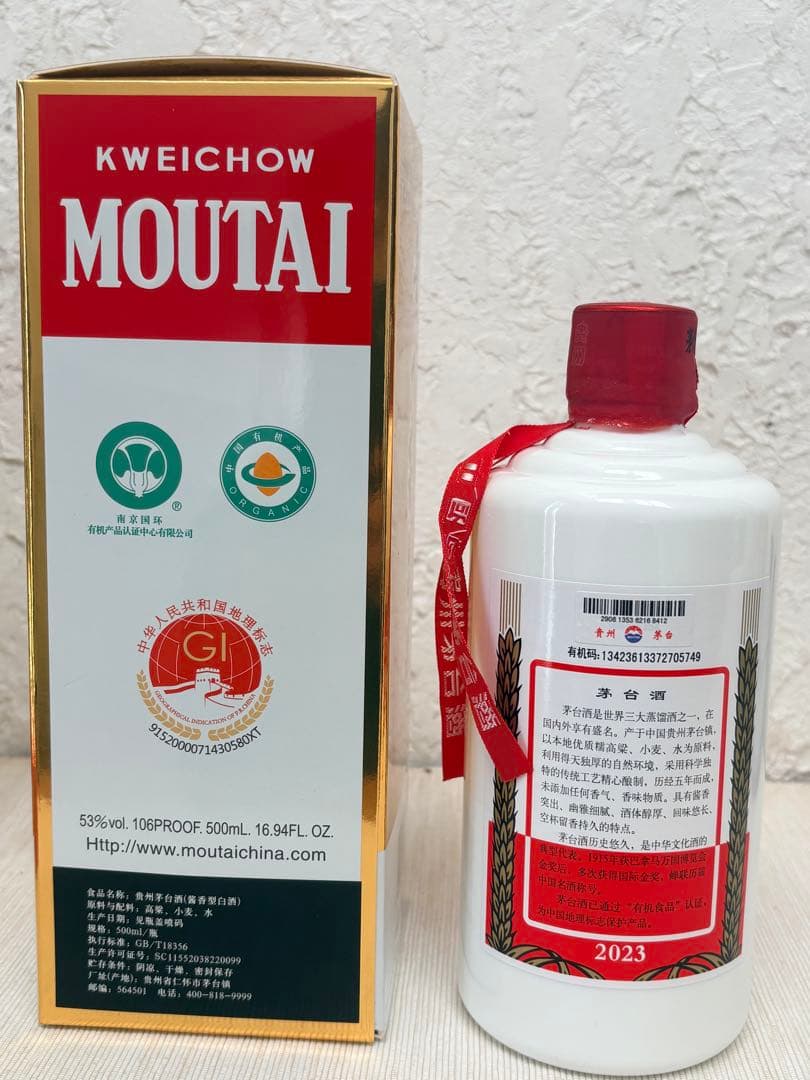 KWEICHOW
MOUTAI
南京国环
有机产品认证中心有限公司
®
中国有机产品
ORGANIC
中华人民共和国地理标志
GI
GEOGRAPHICAL INDICATION OF P.R.CHINA
9152000071430580XT
53%vol. 106PROOF. 500mL. 16.94FL. OZ.
Http://www.moutaichina.com
食品名称: 贵州茅台酒(酱香型白酒)
原料与配料: 高粱、小麦、水
生产日期: 见瓶盖喷码
规格: 500ml/瓶
执行标准: GB/T18356
生产许可证号: SC11552038220099
贮存条件: 阴凉、干燥、密封保存
厂址(产地): 贵州省仁怀市茅台镇
邮编: 564501 电话: 400-818-9999
贵州
2908 1353 6216 8412
贵州 茅台
有机码:13423613372705749
茅台酒
茅台酒是世界三大蒸馏酒之一, 在
国内外享有盛名。产于中国贵州茅台镇,
以本地优质糯高粱、小麦、水为原料,
利用得天独厚的自然环境, 采用科学独
特的传统工艺精心酿制, 历经五年而成,
未添加任何香气、香味物质。具有酱香
突出、幽雅细腻、酒体醇厚、回味悠长、
空杯留香持久的特点。
茅台酒历史悠久, 是中华文化酒的
典型代表。1915年获巴拿马万国博览会
金奖后, 多次获得国际金奖, 蝉联历届
中国名酒称号。
茅台酒已通过“有机食品”认证,
为中国地理标志保护产品。
2023